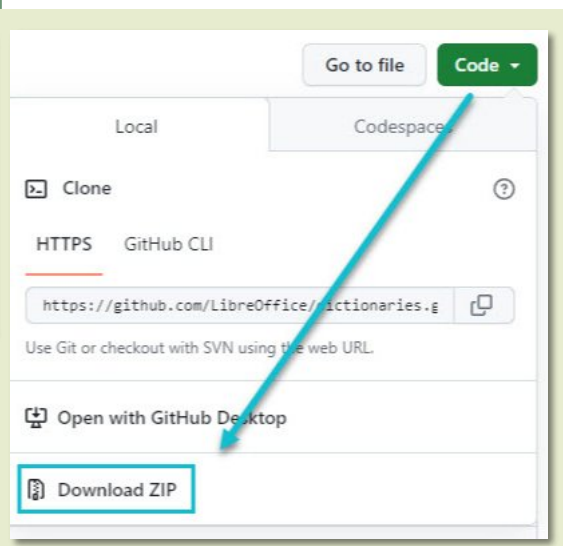 Go to file Code
Local Codespaces
Clone
HTTPS GitHub CLI
https://github.com/LibreOffice/dictionaries.g
Use Git or checkout with SVN using the web URL.
Open with GitHub Desktop
Download ZIP